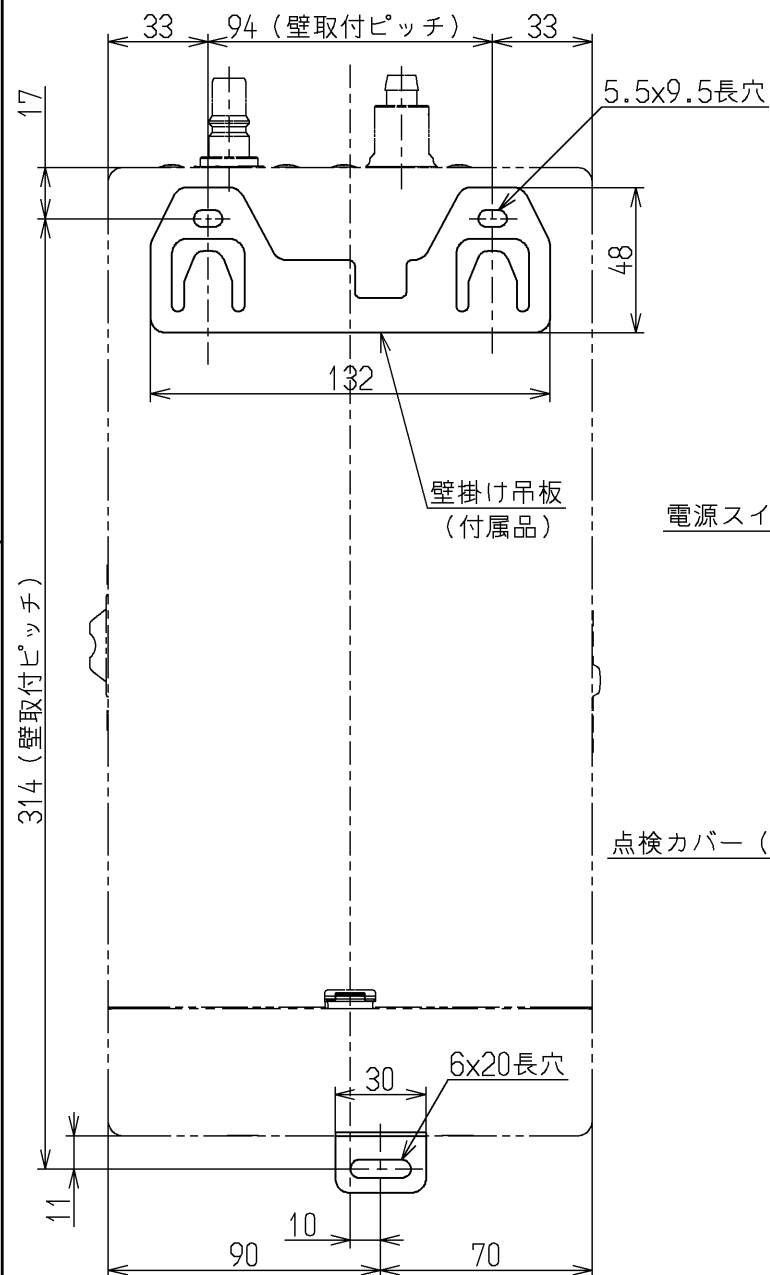 33
94（壁取付ピッチ）
33
17
5.5x9.5長穴
48
132
壁掛け吊板
（付属品）
電源スイ
314（壁取付ピッチ）
点検カバー（
6x20長穴
30
11
10
90
70